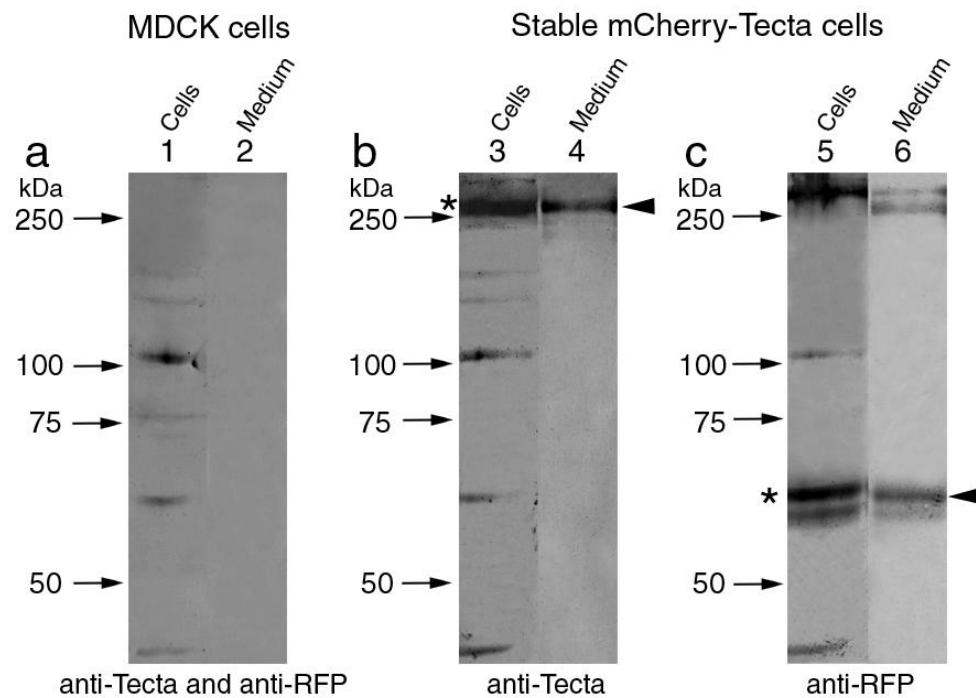 MDCK cells
Stable mCherry-Tecta cells
Cells
Medium
Cells
Medium
Cells
Medium
a
1
2
b
3
4
c
5
6
kDa
250
100
75
50
*
250
100
75
50
kDa
250
100
75
*
50
anti-Tecta and anti-RFP
anti-Tecta
anti-RFP